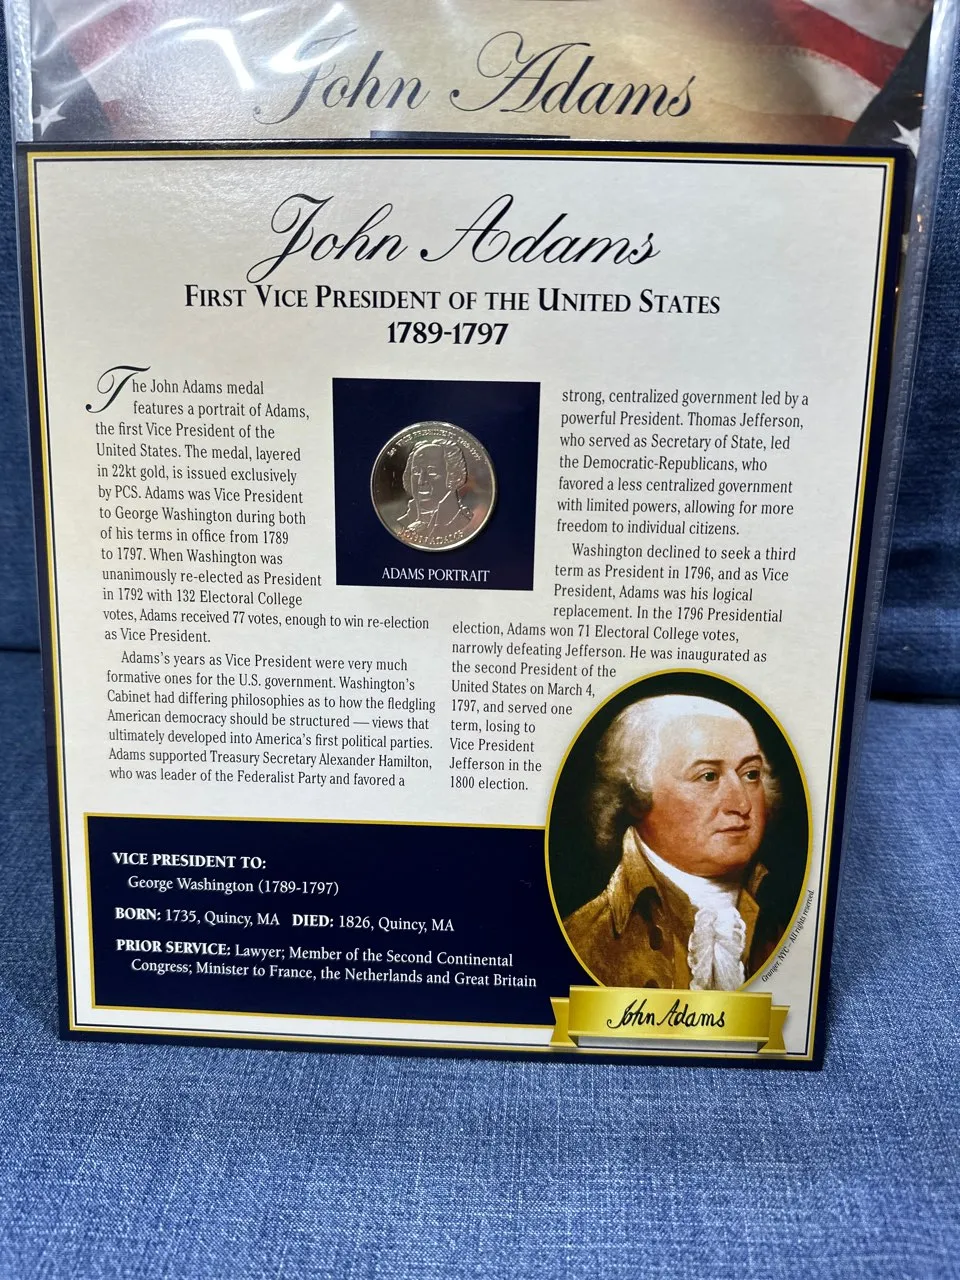 John Adams
John Adams
FIRST VICE PRESIDENT OF THE UNITED STATES
1789-1797
The John Adams medal
features a portrait of Adams,
the first Vice President of the
United States. The medal, layered
in 22kt gold, is issued exclusively
by PCS. Adams was Vice President
to George Washington during both
of his terms in office from 1789
to 1797. When Washington was
unanimously re-elected as President
in 1792 with 132 Electoral College
votes, Adams received 77 votes, enough to win re-election
as Vice President.
Adams's years as Vice President were very much
formative ones for the U.S. government. Washington's
Cabinet had differing philosophies as to how the fledgling
American democracy should be structured — views that
ultimately developed into America's first political parties.
Adams supported Treasury Secretary Alexander Hamilton,
who was leader of the Federalist Party and favored a
JOHN ADAMS
ADAMS PORTRAIT
strong, centralized government led by a
powerful President. Thomas Jefferson,
who served as Secretary of State, led
the Democratic-Republicans, who
favored a less centralized government
with limited powers, allowing for more
freedom to individual citizens.
Washington declined to seek a third
term as President in 1796, and as Vice
President, Adams was his logical
replacement. In the 1796 Presidential
election, Adams won 71 Electoral College votes,
narrowly defeating Jefferson. He was inaugurated as
the second President of the
United States on March 4,
1797, and served one
term, losing to
Vice President
Jefferson in the
1800 election.
VICE PRESIDENT TO:
George Washington (1789-1797)
BORN: 1735, Quincy, MA DIED: 1826, Quincy, MA
PRIOR SERVICE: Lawyer; Member of the Second Continental
Congress; Minister to France, the Netherlands and Great Britain
Granger, NYC – All rights reserved.
John Adams